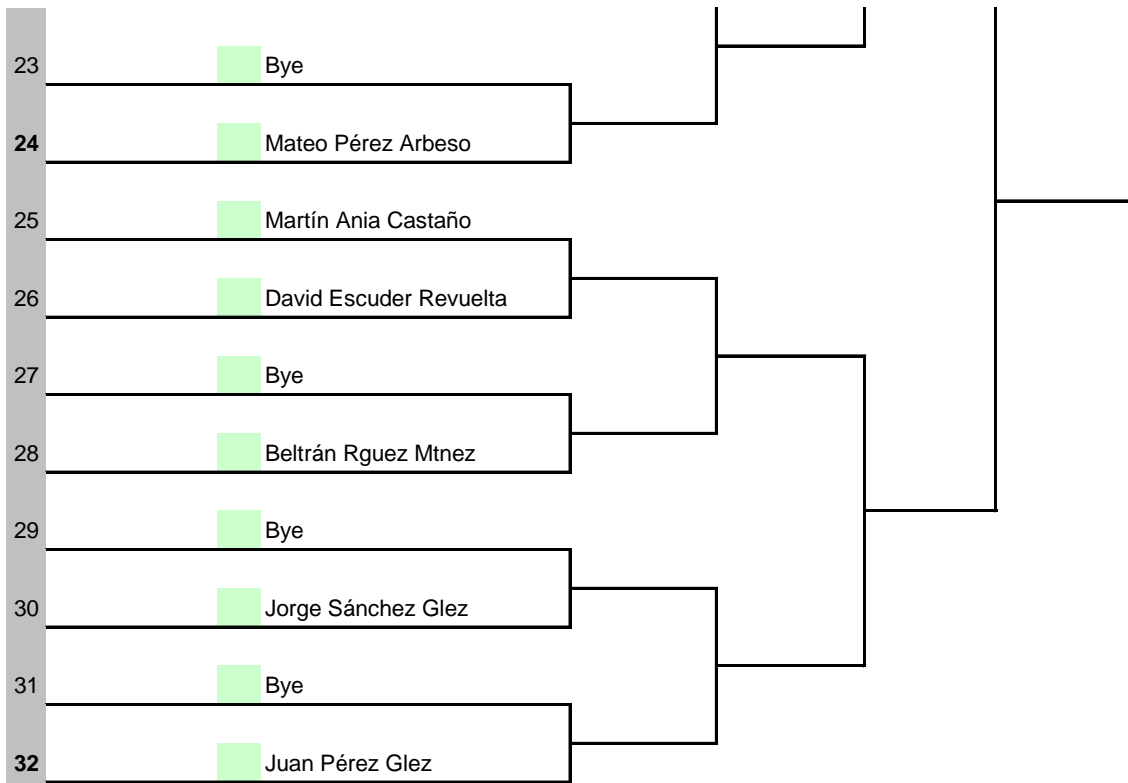 23 Bye
24 Mateo Pérez Arbeso
25 Martín Ania Castaño
26 David Escuder Revuelta
27 Bye
28 Beltrán Rguez Mtnez
29 Bye
30 Jorge Sánchez Glez
31 Bye
32 Juan Pérez Glez